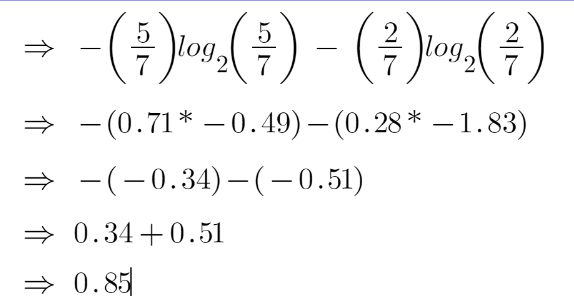 ⇒ −(5/7)log₂(5/7) − (2/7)log₂(2/7)
⇒ −(0.71* −0.49)−(0.28* −1.83)
⇒ −(−0.34)−(−0.51)
⇒ 0.34+0.51
⇒ 0.85